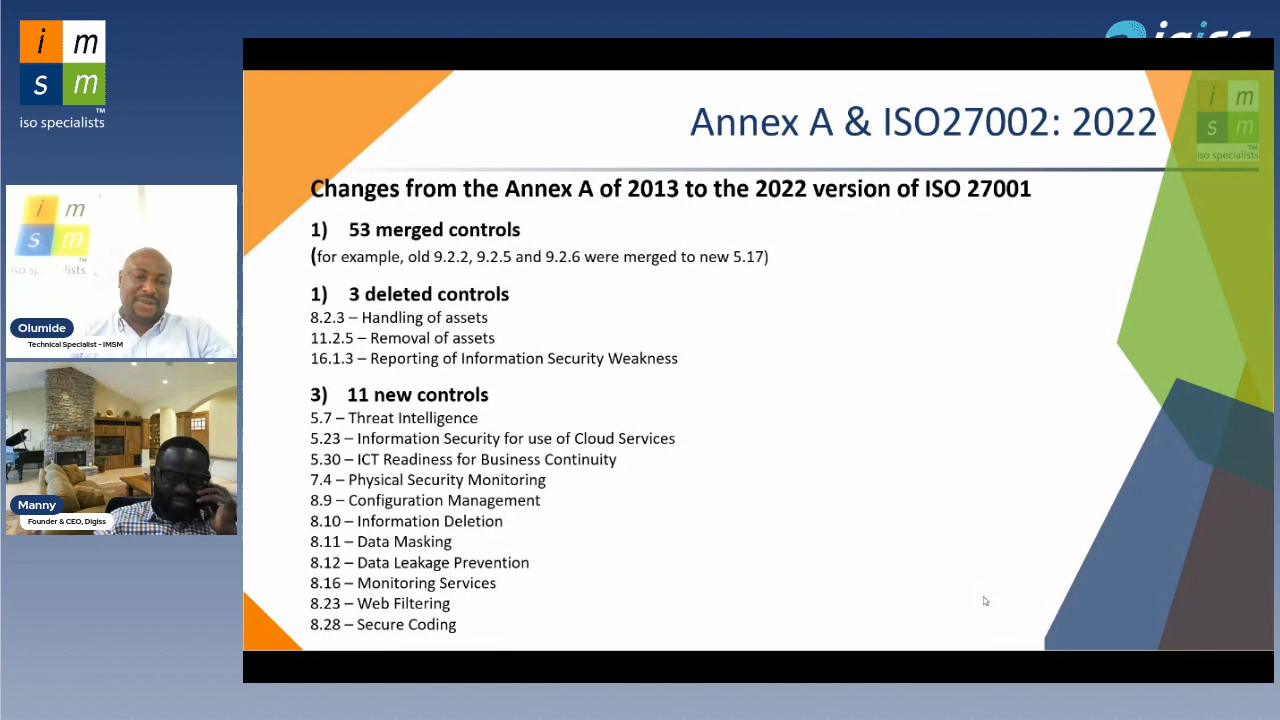 i m
s m
™
iso specialists
Annex A & ISO27002: 2022
i m
s m
™
iso specialists
Changes from the Annex A of 2013 to the 2022 version of ISO 27001
1) 53 merged controls
(for example, old 9.2.2, 9.2.5 and 9.2.6 were merged to new 5.17)
1) 3 deleted controls
8.2.3 – Handling of assets
11.2.5 – Removal of assets
16.1.3 – Reporting of Information Security Weakness
3) 11 new controls
5.7 – Threat Intelligence
5.23 – Information Security for use of Cloud Services
5.30 – ICT Readiness for Business Continuity
7.4 – Physical Security Monitoring
8.9 – Configuration Management
8.10 – Information Deletion
8.11 – Data Masking
8.12 – Data Leakage Prevention
8.16 – Monitoring Services
8.23 – Web Filtering
8.28 – Secure Coding
i m
s m
iso specialists
Olumide
Technical Specialist - IMSM
Manny
Founder & CEO, Digiss